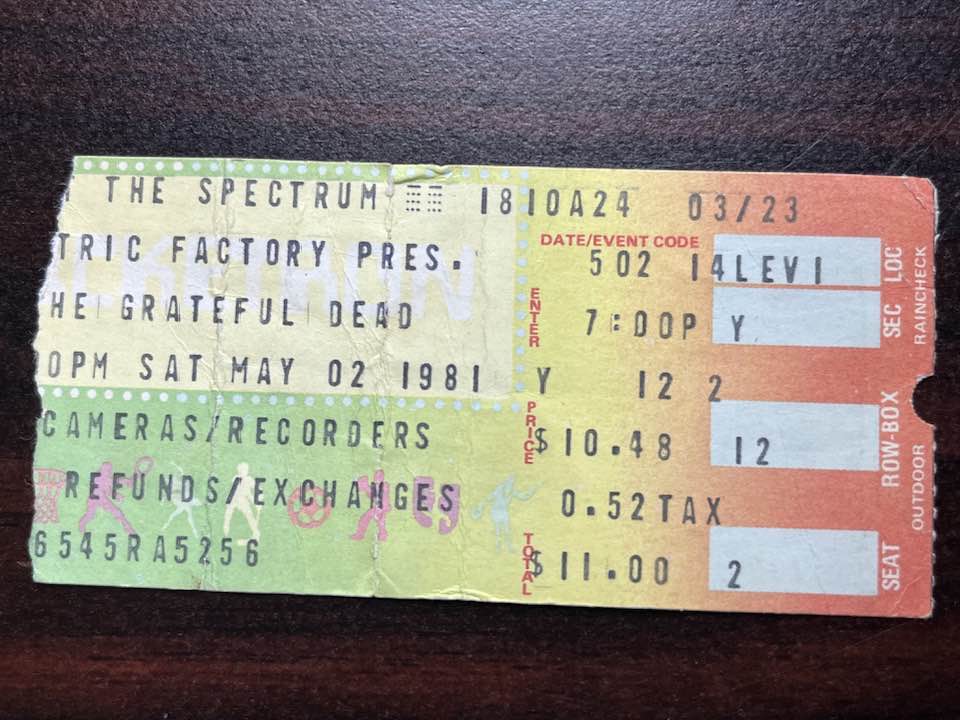 THE SPECTRUM 18
TRIC FACTORY PRES.
HE GRATEFUL DEAD
0PM SAT MAY 02 1981
CAMERAS/RECORDERS
REFUNDS/EXCHANGES
6545RA5256
10A24 03/23
DATE/EVENT CODE
502 14LEVI
ENTER 7:00P Y
Y 12 2
PRICE $10.48 12
0.52TAX
TOTAL $11.00 2
LOC
SEC
ROW-BOX
SEAT
RAINCHECK
OUTDOOR